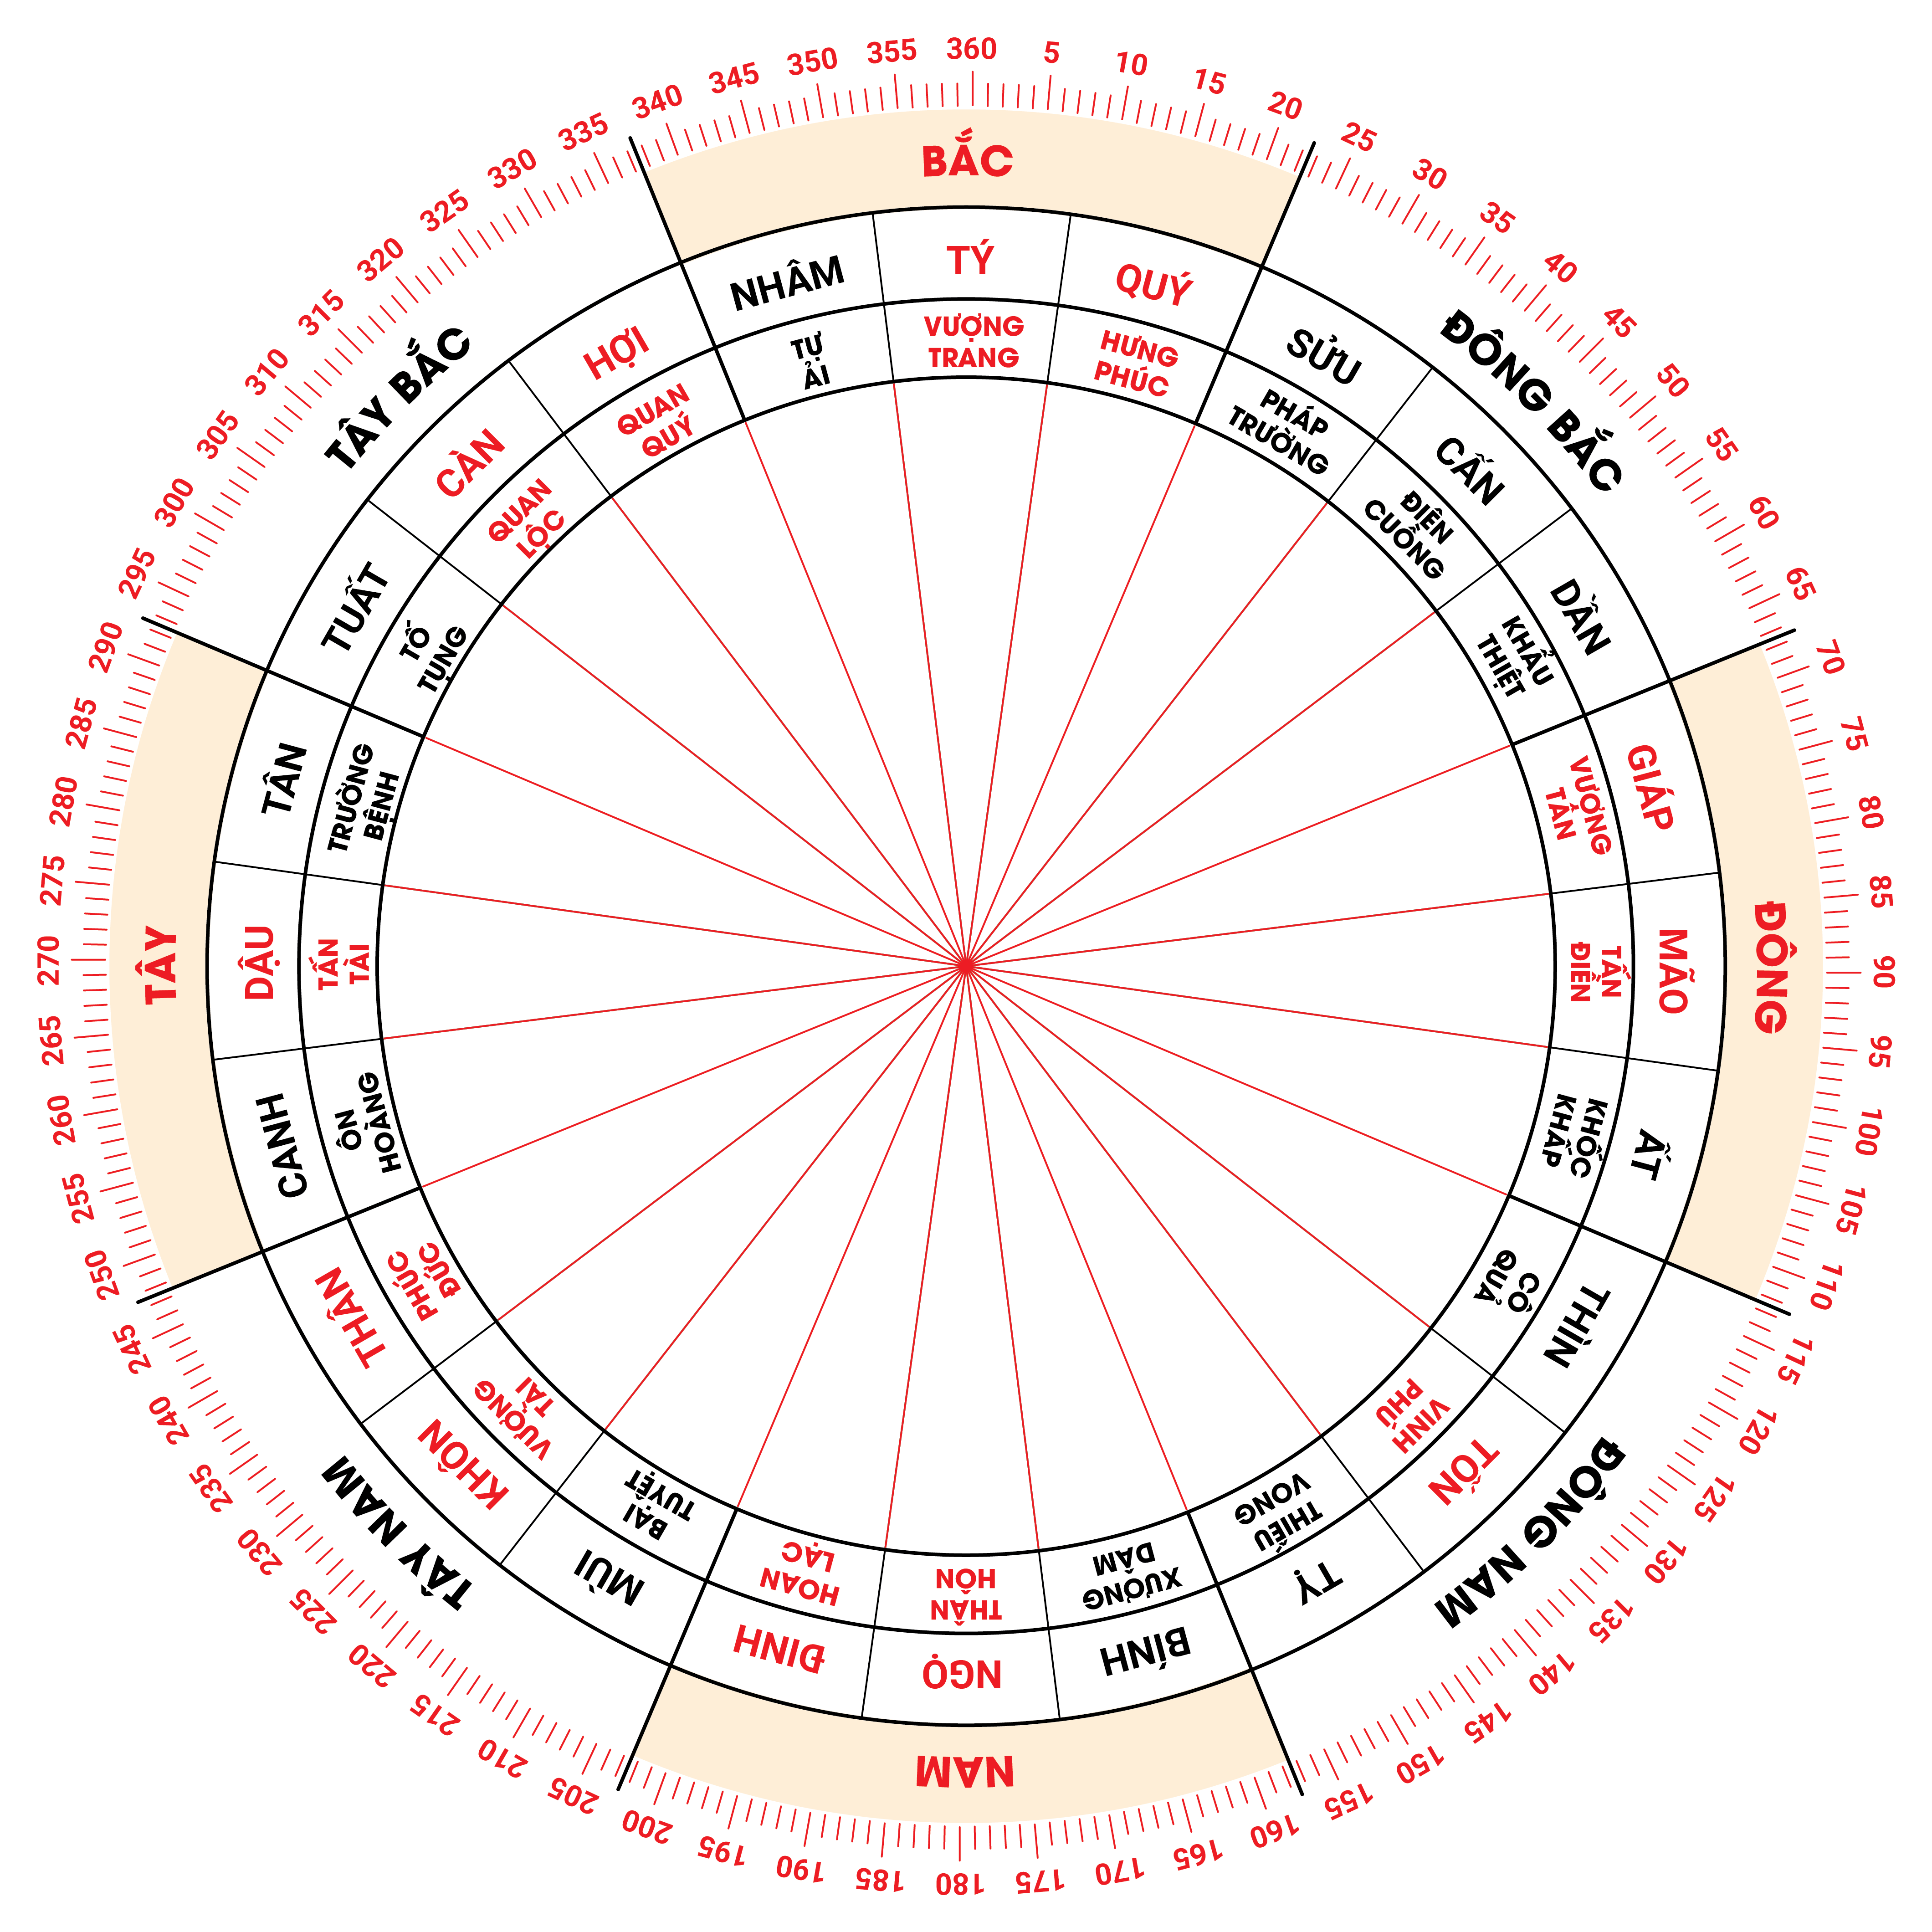 360
5
10
15
20
25
30
35
40
45
50
55
60
65
70
75
80
85
90
95
100
105
110
115
120
125
130
135
140
145
150
155
160
165
170
175
180
185
190
195
200
205
210
215
220
225
230
235
240
245
250
255
260
265
270
275
280
285
290
295
300
305
310
315
320
325
330
335
340
345
350
355
BẮC
ĐÔNG BẮC
ĐÔNG
ĐÔNG NAM
NAM
TÂY NAM
TÂY
TÂY BẮC
NHÂM
TÝ
QUÝ
SỬU
CẤN
DẦN
GIÁP
MÃO
ẤT
THÌN
TỐN
TỴ
BÍNH
NGỌ
ĐINH
MÙI
KHÔN
THÂN
CANH
DẬU
TÂN
TUẤT
CÀN
HỢI
TỰ
ẢI
VƯỢNG
TRANG
HƯNG
PHÚC
PHÁP
TRƯỜNG
ĐIÊN
CUỒNG
KHẨU
THIỆT
VƯỢNG
TÀN
TẤN
ĐIỀN
KHỐC
KHẤP
CÔ
QUẢ
VINH
PHÚ
THIẾU
VONG
XƯƠNG
DÂM
THÂN
HÔN
HOAN
LẠC
BẠI
TUYỆT
VƯỢNG
TÀI
PHÚC
ĐỨC
ÔN
HOÀNG
TẤN
TÀI
TRƯỜNG
BỆNH
TỐ
TỤNG
QUAN
LỘC
QUAN
QUÝ